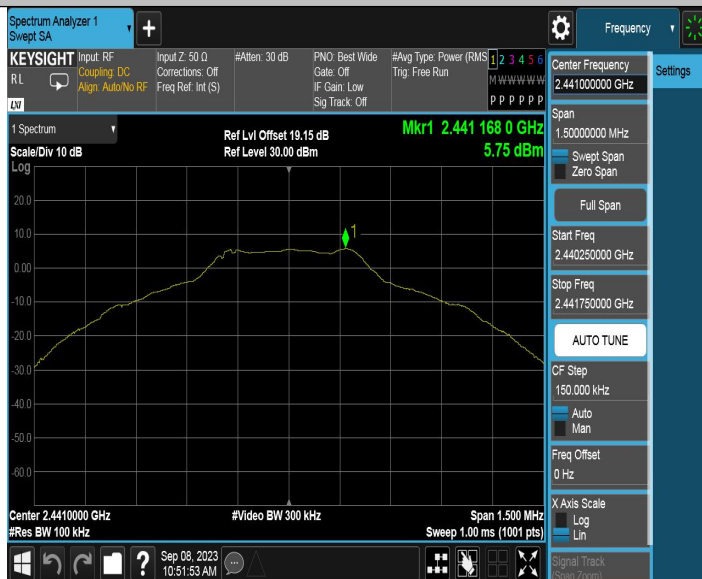 Spectrum Analyzer 1
Swept SA
Frequency
KEYSIGHT
RL
LXI
Input: RF
Coupling: DC
Align: Auto/No RF
Input Z: 50 Ω
Corrections: Off
Freq Ref: Int (S)
#Atten: 30 dB
PNO: Best Wide
Gate: Off
IF Gain: Low
Sig Track: Off
#Avg Type: Power (RMS
Trig: Free Run
1 2 3 4 5 6
M W W W W W
P P P P P P
Settings
Center Frequency
2.441000000 GHz
Span
1.50000000 MHz
Swept Span
Zero Span
Full Span
Start Freq
2.440250000 GHz
Stop Freq
2.441750000 GHz
AUTO TUNE
CF Step
150.000 kHz
Auto
Man
Freq Offset
0 Hz
X Axis Scale
Log
Lin
Signal Track
(Span Zoom)
1 Spectrum
Scale/Div 10 dB
Log
Ref Lvl Offset 19.15 dB
Ref Level 30.00 dBm
Mkr1 2.441 168 0 GHz
5.75 dBm
1
20.0
10.0
0.00
-10.0
-20.0
-30.0
-40.0
-50.0
-60.0
Center 2.4410000 GHz
#Res BW 100 kHz
#Video BW 300 kHz
Span 1.500 MHz
Sweep 1.00 ms (1001 pts)
?
Sep 08, 2023
10:51:53 AM